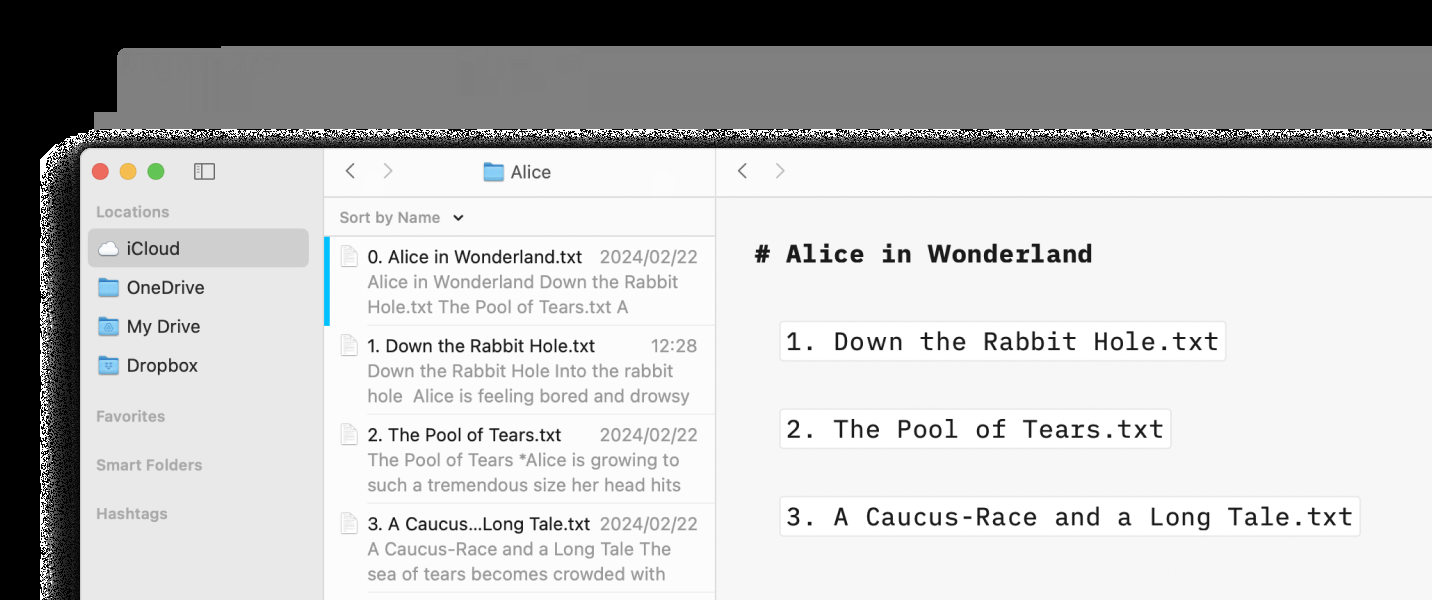 Locations
iCloud
OneDrive
My Drive
Dropbox
Favorites
Smart Folders
Hashtags
Alice
Sort by Name
0. Alice in Wonderland.txt 2024/02/22
Alice in Wonderland Down the Rabbit
Hole.txt The Pool of Tears.txt A
1. Down the Rabbit Hole.txt 12:28
Down the Rabbit Hole Into the rabbit
hole Alice is feeling bored and drowsy
2. The Pool of Tears.txt 2024/02/22
The Pool of Tears *Alice is growing to
such a tremendous size her head hits
3. A Caucus...Long Tale.txt 2024/02/22
A Caucus-Race and a Long Tale The
sea of tears becomes crowded with
# Alice in Wonderland
1. Down the Rabbit Hole.txt
2. The Pool of Tears.txt
3. A Caucus-Race and a Long Tale.txt